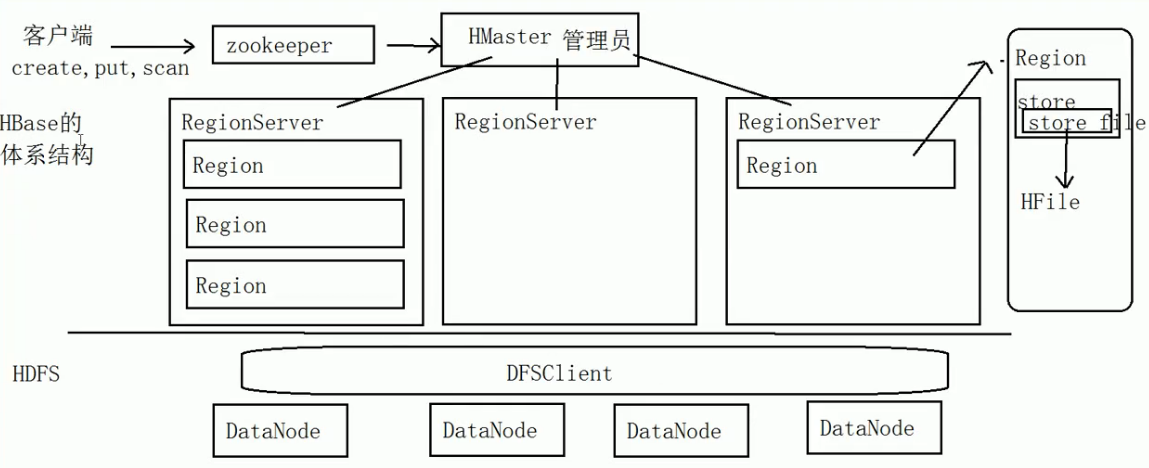 客户端
create,put,scan
zookeeper
HMaster 管理员
HBase的
体系结构
RegionServer
Region
Region
Region
RegionServer
RegionServer
Region
Region
store
store file
HFile
HDFS
DFSClient
DataNode
DataNode
DataNode
DataNode